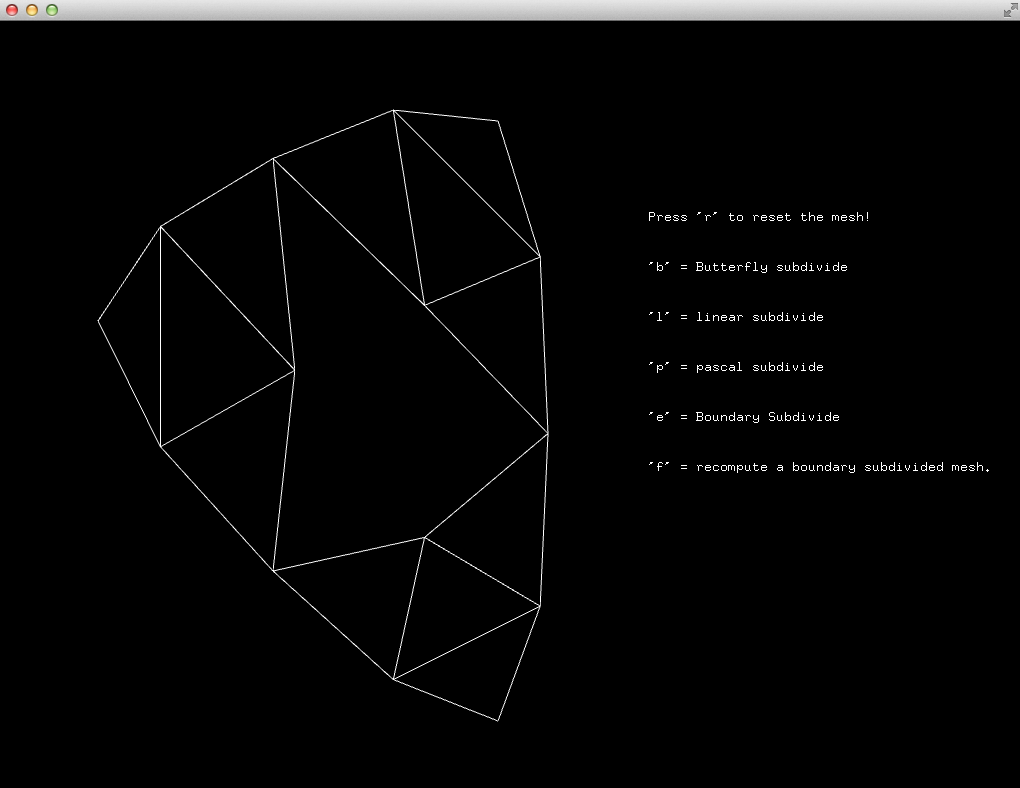 Press "r" to reset the mesh!
"b" = Butterfly subdivide
"l" = linear subdivide
"p" = pascal subdivide
"e" = Boundary Subdivide
"f" = recompute a boundary subdivided mesh.